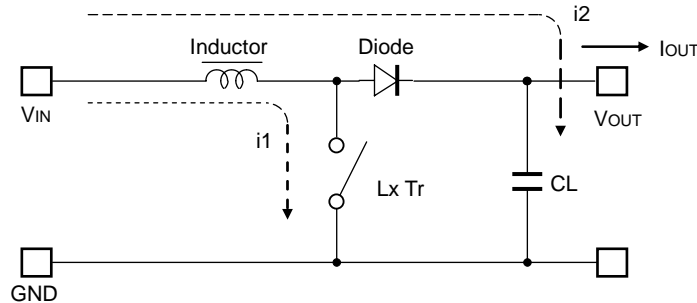 i2
Inductor
Diode
IOUT
VIN
VOUT
i1
Lx Tr
CL
GND